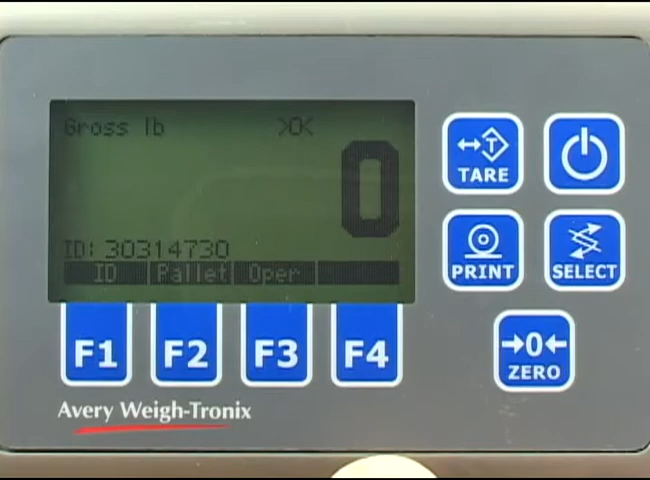 Gross lb >0<
0
ID: 30314730
ID Pallet Oper
T
TARE
PRINT
SELECT
→0←
ZERO
F1 F2 F3 F4
Avery Weigh-Tronix